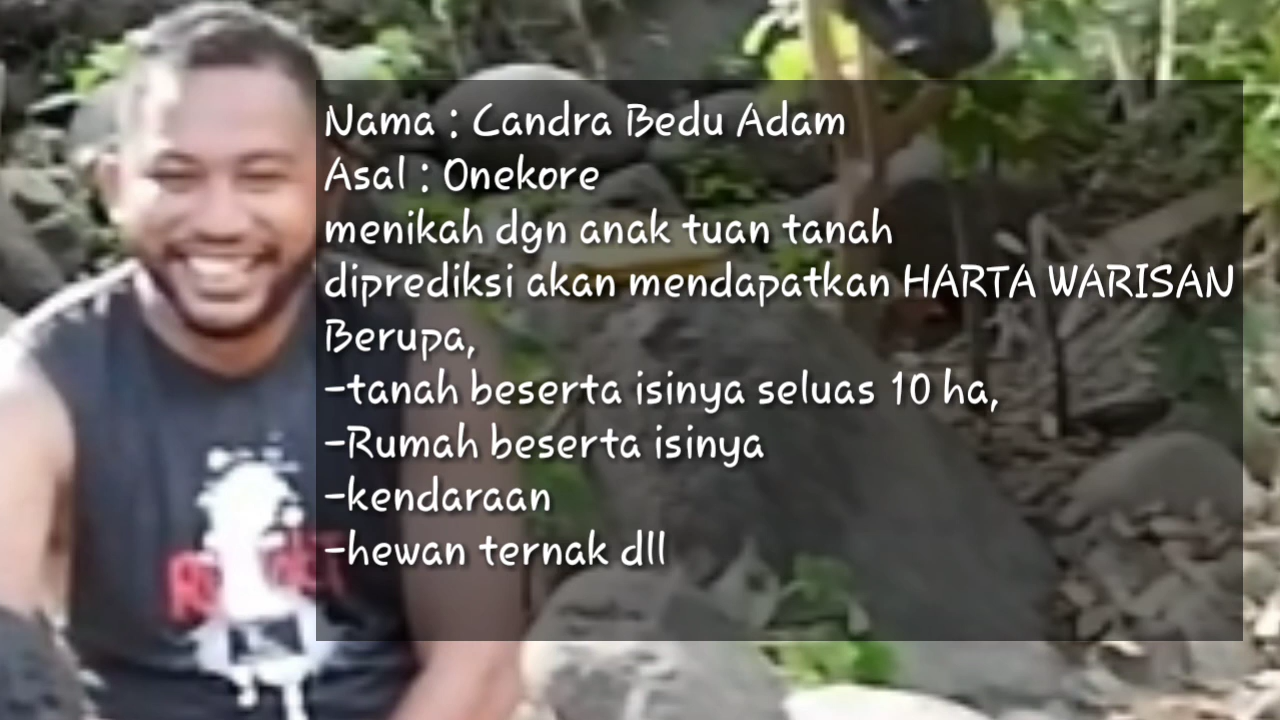 Nama : Candra Bedu Adam
Asal : Onekore
menikah dgn anak tuan tanah
diprediksi akan mendapatkan HARTA WARISAN
Berupa,
-tanah beserta isinya seluas 10 ha,
-Rumah beserta isinya
-kendaraan
-hewan ternak dll